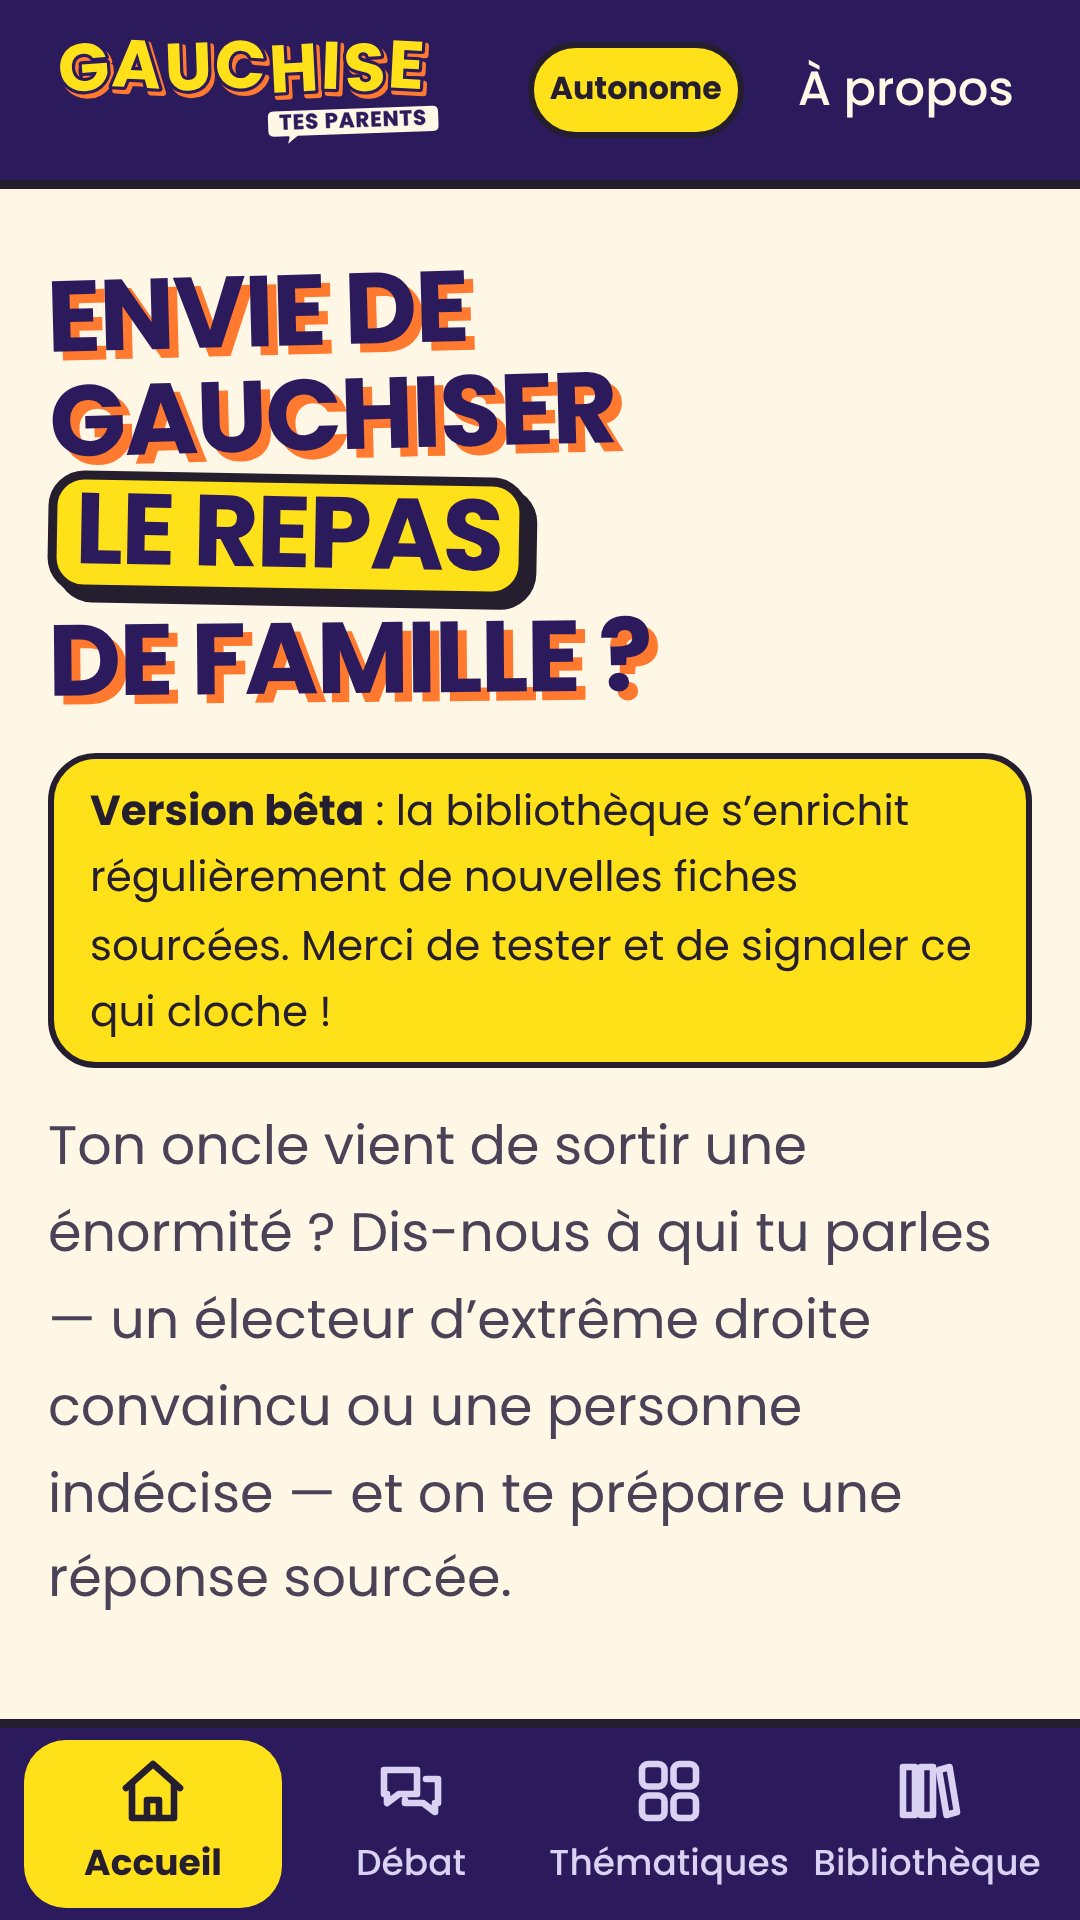 GAUCHISE
TES PARENTS
Autonome
À propos
ENVIE DE
GAUCHISER
LE REPAS
DE FAMILLE ?
Version bêta : la bibliothèque s’enrichit
régulièrement de nouvelles fiches
sourcées. Merci de tester et de signaler ce
qui cloche !
Ton oncle vient de sortir une
énormité ? Dis-nous à qui tu parles
— un électeur d’extrême droite
convaincu ou une personne
indécise — et on te prépare une
réponse sourcée.
Accueil
Débat
Thématiques
Bibliothèque